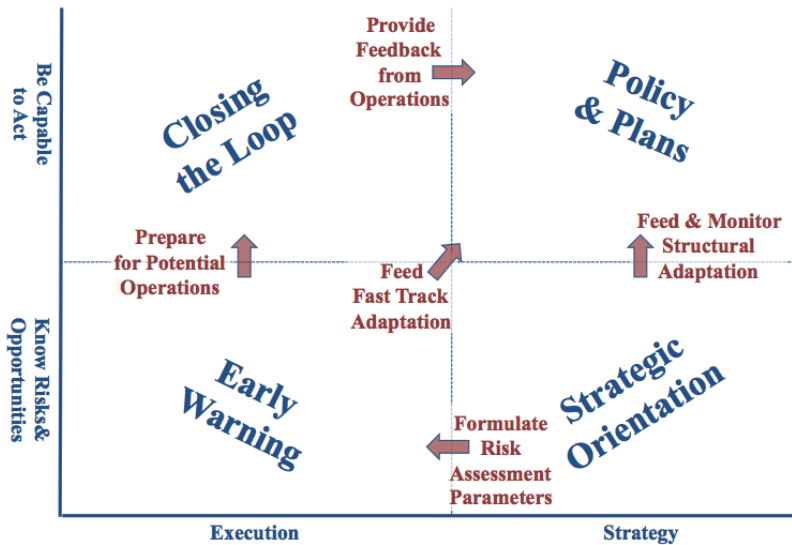 Be Capable
to Act
Know Risks&
Opportunities
Closing
the Loop
Provide
Feedback
from
Operations
Policy
& Plans
Prepare
for Potential
Operations
Feed
Fast Track
Adaptation
Feed & Monitor
Structural
Adaptation
Early
Warning
Formulate
Risk
Assessment
Parameters
Strategic
Orientation
Execution
Strategy